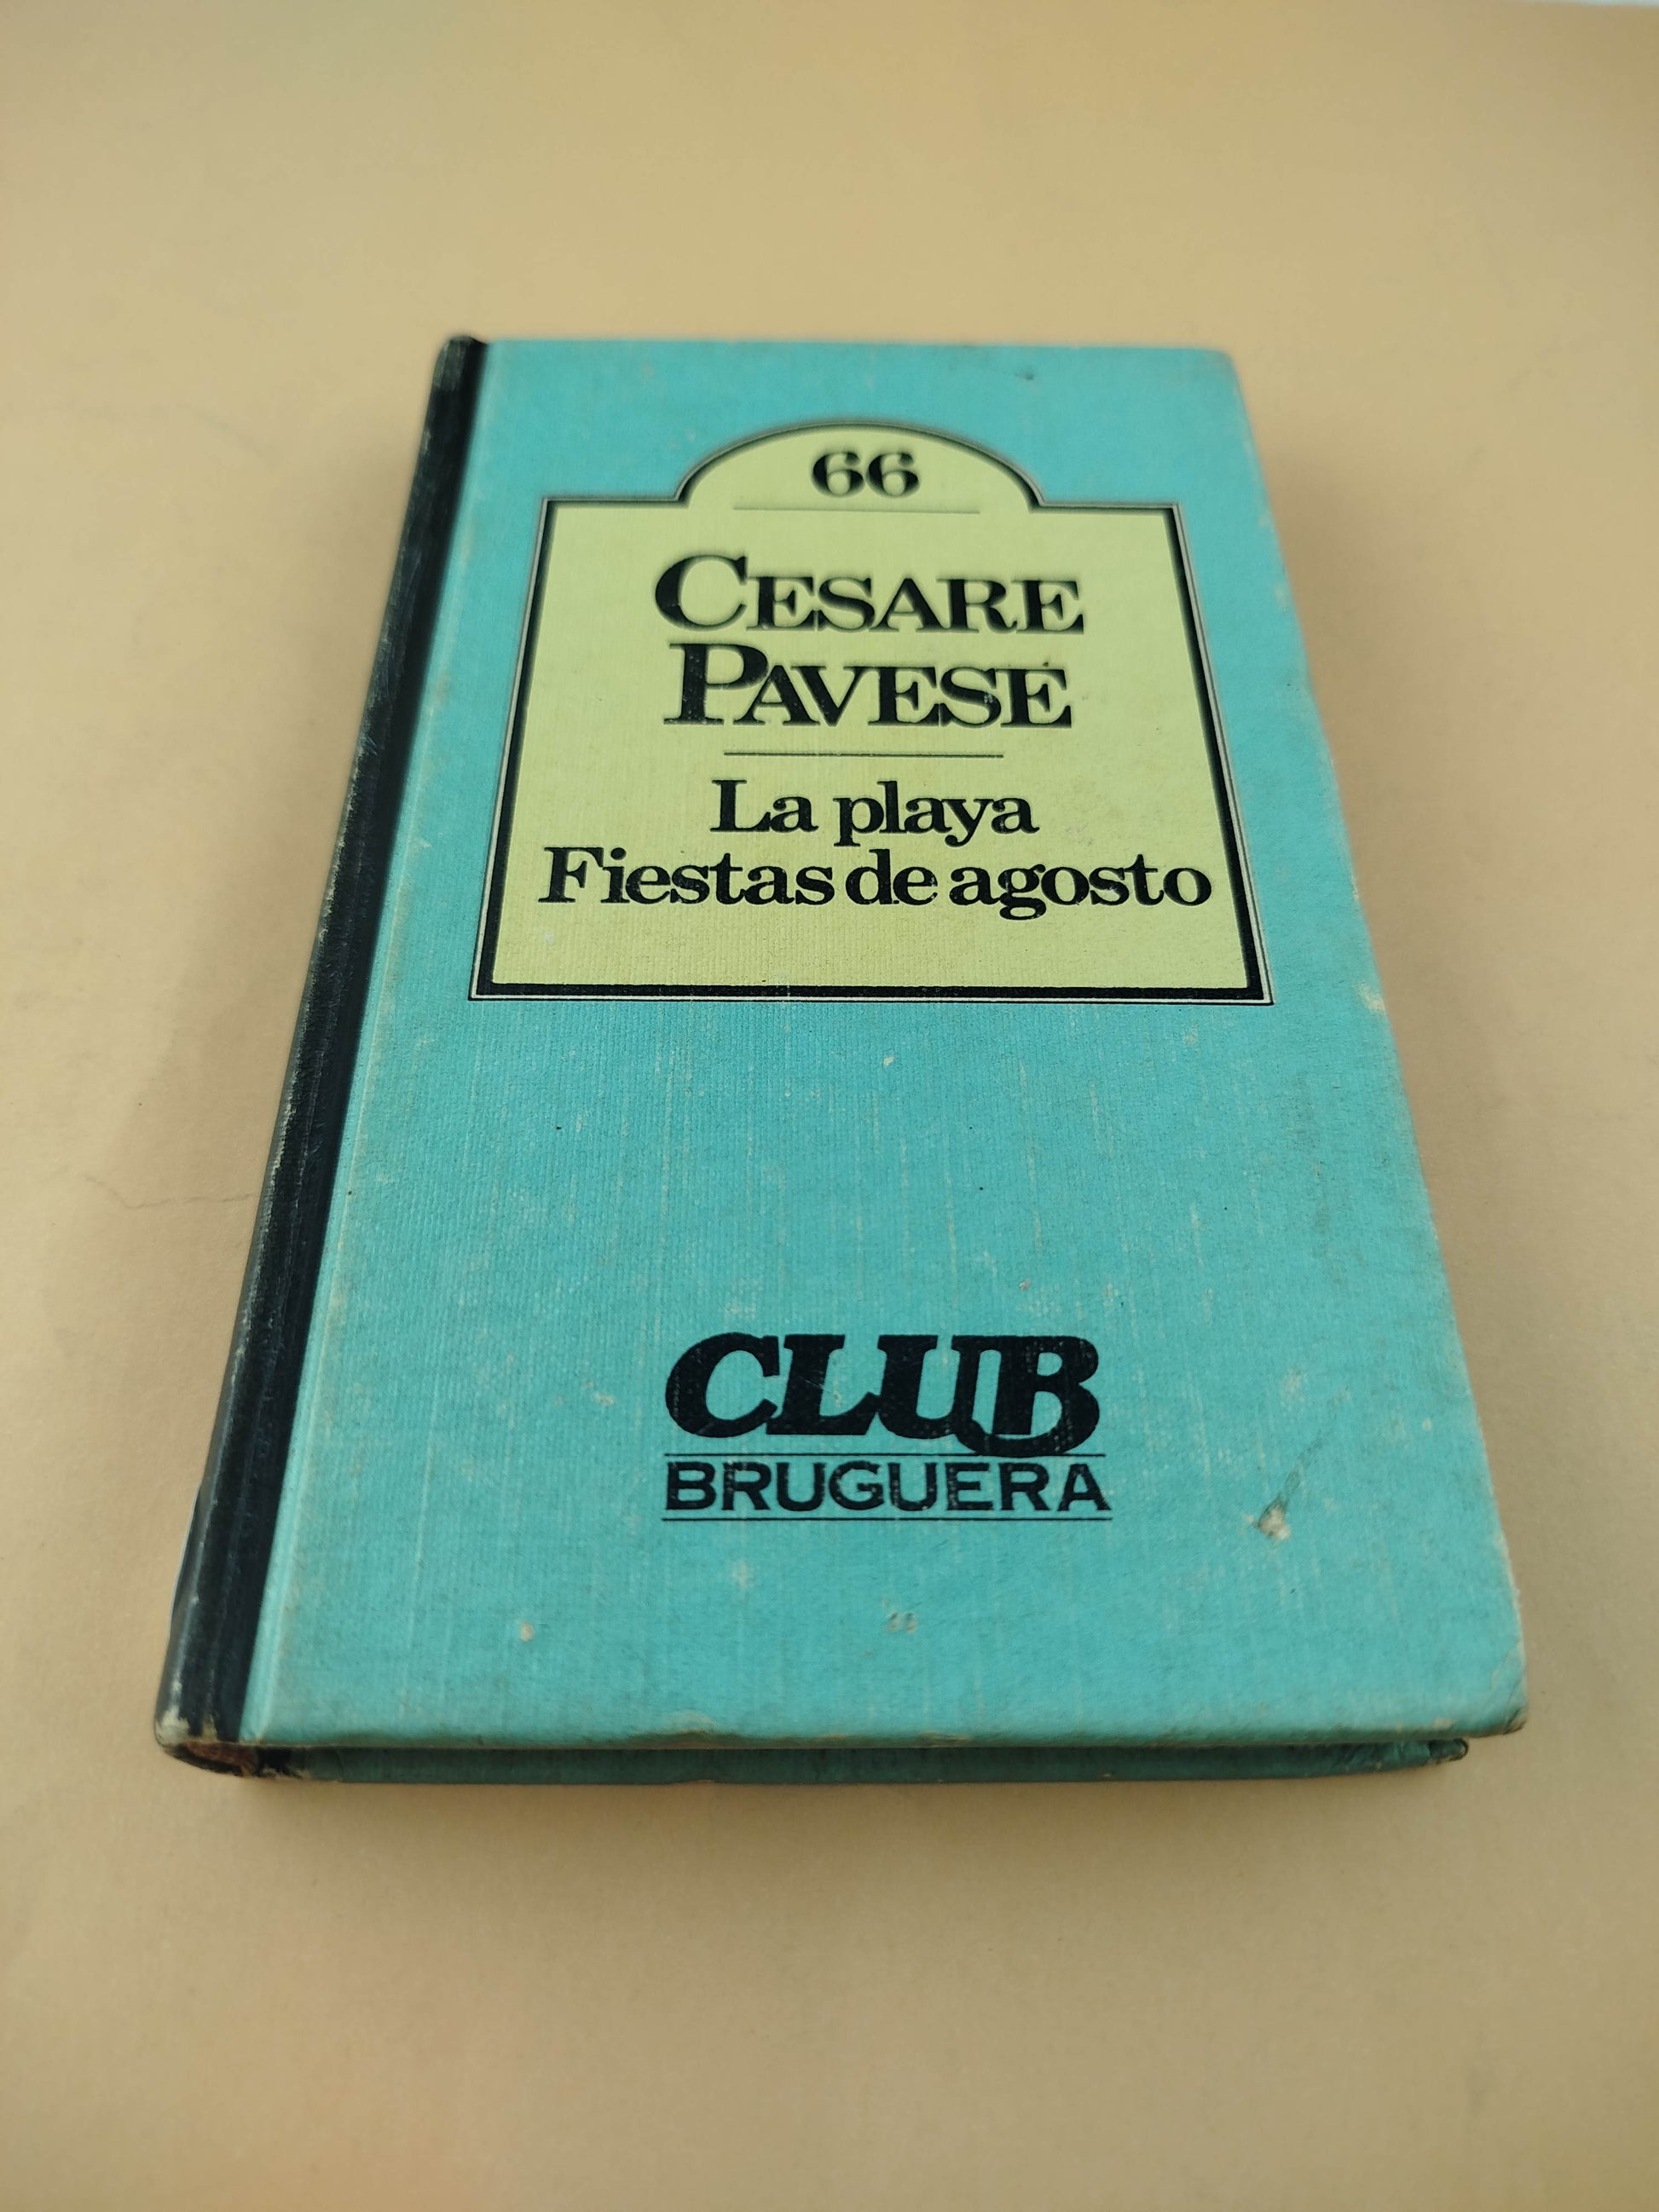 66
CESARE
PAVESE
La playa
Fiestas de agosto
CLUB
BRUGUERA